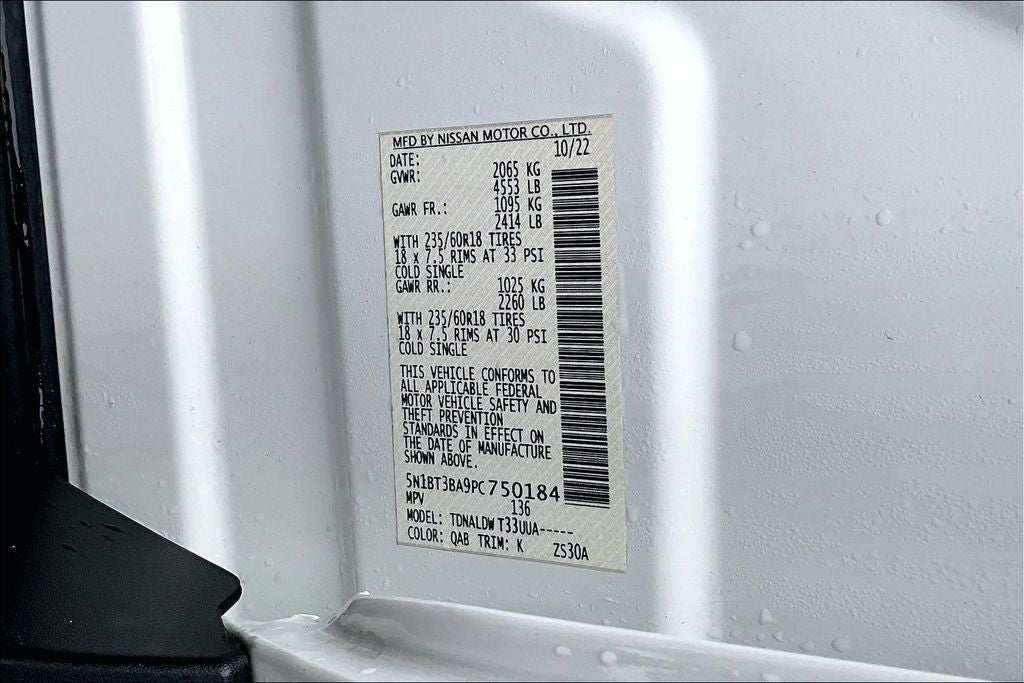 MFD BY NISSAN MOTOR CO., LTD.
DATE: 10/22
GVWR: 2065 KG
4553 LB
GAWR FR.: 1095 KG
2414 LB
WITH 235/60R18 TIRES
18 x 7.5 RIMS AT 33 PSI
COLD SINGLE
GAWR RR.: 1025 KG
2260 LB
WITH 235/60R18 TIRES
18 x 7.5 RIMS AT 30 PSI
COLD SINGLE
THIS VEHICLE CONFORMS TO
ALL APPLICABLE FEDERAL
MOTOR VEHICLE SAFETY AND
THEFT PREVENTION
STANDARDS IN EFFECT ON
THE DATE OF MANUFACTURE
SHOWN ABOVE.
5N1BT3BA9PC750184
MPV 136
MODEL: TDNALDW T33UUA-----
COLOR: QAB TRIM: K ZS30A